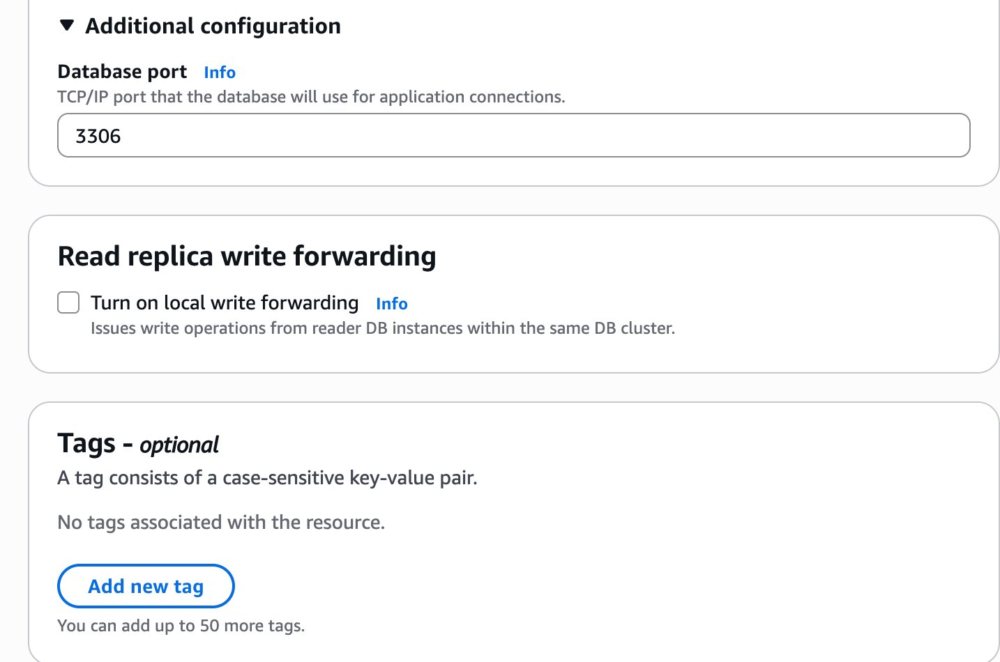 Additional configuration
Database port Info
TCP/IP port that the database will use for application connections.
3306
Read replica write forwarding
Turn on local write forwarding Info
Issues write operations from reader DB instances within the same DB cluster.
Tags - optional
A tag consists of a case-sensitive key-value pair.
No tags associated with the resource.
Add new tag
You can add up to 50 more tags.